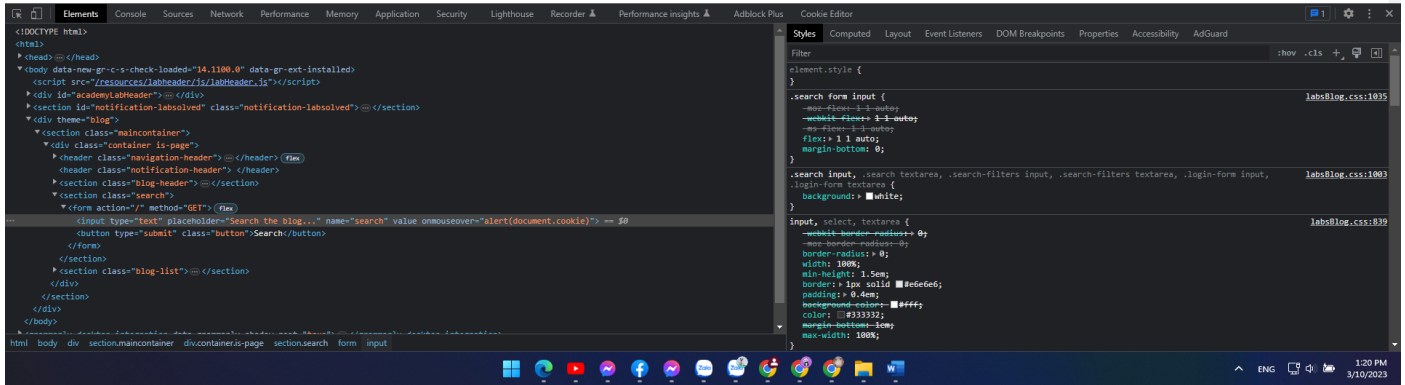 Elements Console Sources Network Performance Memory Application Security Lighthouse Recorder Performance insights Adblock Plus Cookie Editor 1
<!DOCTYPE html>
<html>
<head>…</head>
<body data-new-gr-c-s-check-loaded="14.1100.0" data-gr-ext-installed>
<script src="/resources/labheader/js/labHeader.js"></script>
<div id="academyLabHeader">…</div>
<section id="notification-labsolved" class="notification-labsolved">…</section>
<div theme="blog">
<section class="maincontainer">
<div class="container is-page">
<header class="navigation-header">…</header> flex
<header class="notification-header"> </header>
<section class="blog-header">…</section>
<section class="search">
<form action="/" method="GET"> flex
… <input type="text" placeholder="Search the blog..." name="search" value onmouseover="alert(document.cookie)"> == $0
<button type="submit" class="button">Search</button>
</form>
</section>
<section class="blog-list">…</section>
</div>
</section>
</div>
</body>
html body div section.maincontainer div.container.is-page section.search form input
Styles Computed Layout Event Listeners DOM Breakpoints Properties Accessibility AdGuard
Filter :hov .cls +
element.style {
}
.search form input { labsBlog.css:1035
-moz-flex: 1 1 auto;
-webkit-flex: 1 1 auto;
-ms-flex: 1 1 auto;
flex: 1 1 auto;
margin-bottom: 0;
}
.search input, .search textarea, .search-filters input, .search-filters textarea, .login-form input, labsBlog.css:1003
.login-form textarea {
background: white;
}
input, select, textarea { labsBlog.css:839
-webkit-border-radius: 0;
-moz-border-radius: 0;
border-radius: 0;
width: 100%;
min-height: 1.5em;
border: 1px solid #e6e6e6;
padding: 0.4em;
background-color: #fff;
color: #333332;
margin-bottom: 1em;
max-width: 100%;
}
Zalo Zalo ENG 1:20 PM
3/10/2023